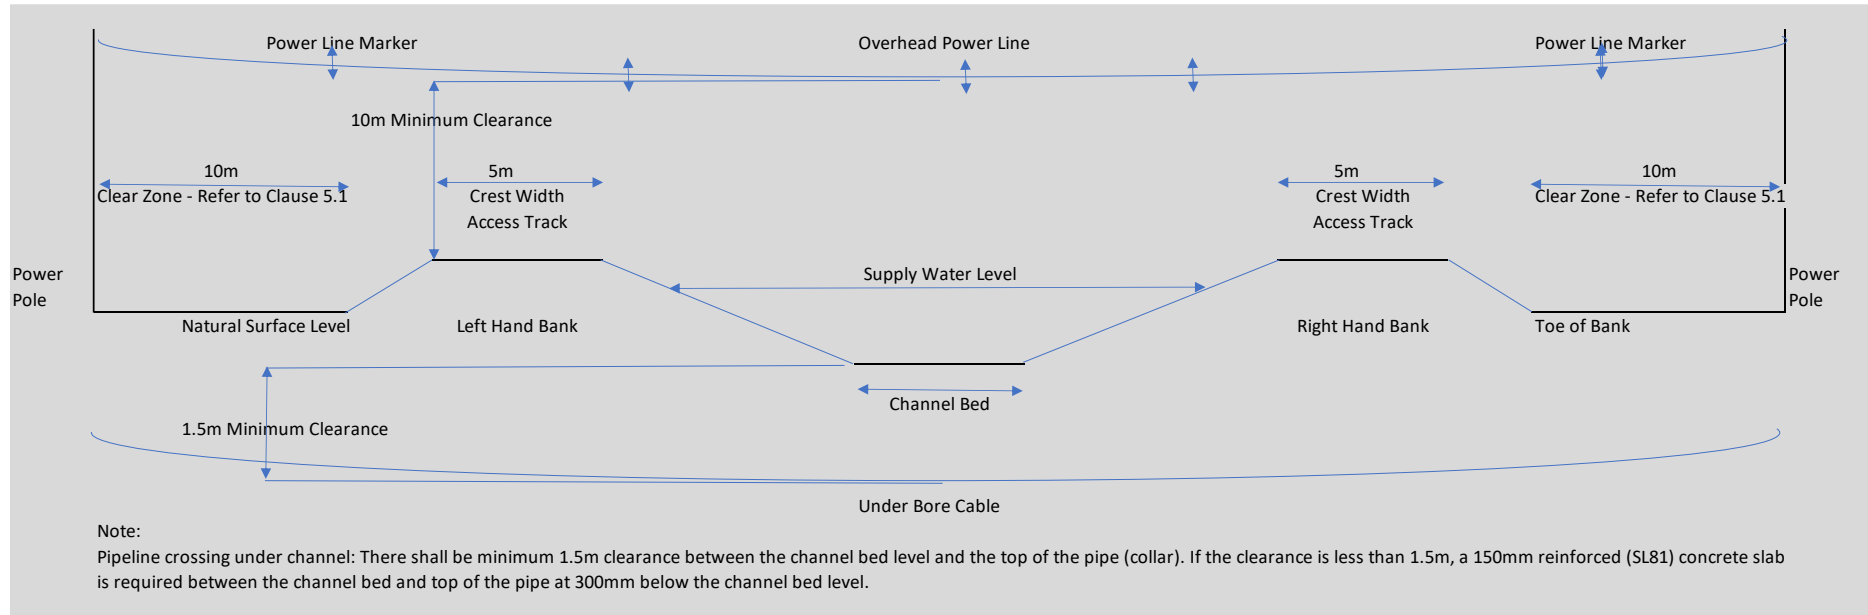 Power Line Marker
Overhead Power Line
Power Line Marker
10m Minimum Clearance
10m
Clear Zone - Refer to Clause 5.1
5m
Crest Width
Access Track
5m
Crest Width
Access Track
10m
Clear Zone - Refer to Clause 5.1
Power
Pole
Supply Water Level
Power
Pole
Natural Surface Level
Left Hand Bank
Right Hand Bank
Toe of Bank
Channel Bed
1.5m Minimum Clearance
Under Bore Cable
Note:
Pipeline crossing under channel: There shall be minimum 1.5m clearance between the channel bed level and the top of the pipe (collar). If the clearance is less than 1.5m, a 150mm reinforced (SL81) concrete slab
is required between the channel bed and top of the pipe at 300mm below the channel bed level.